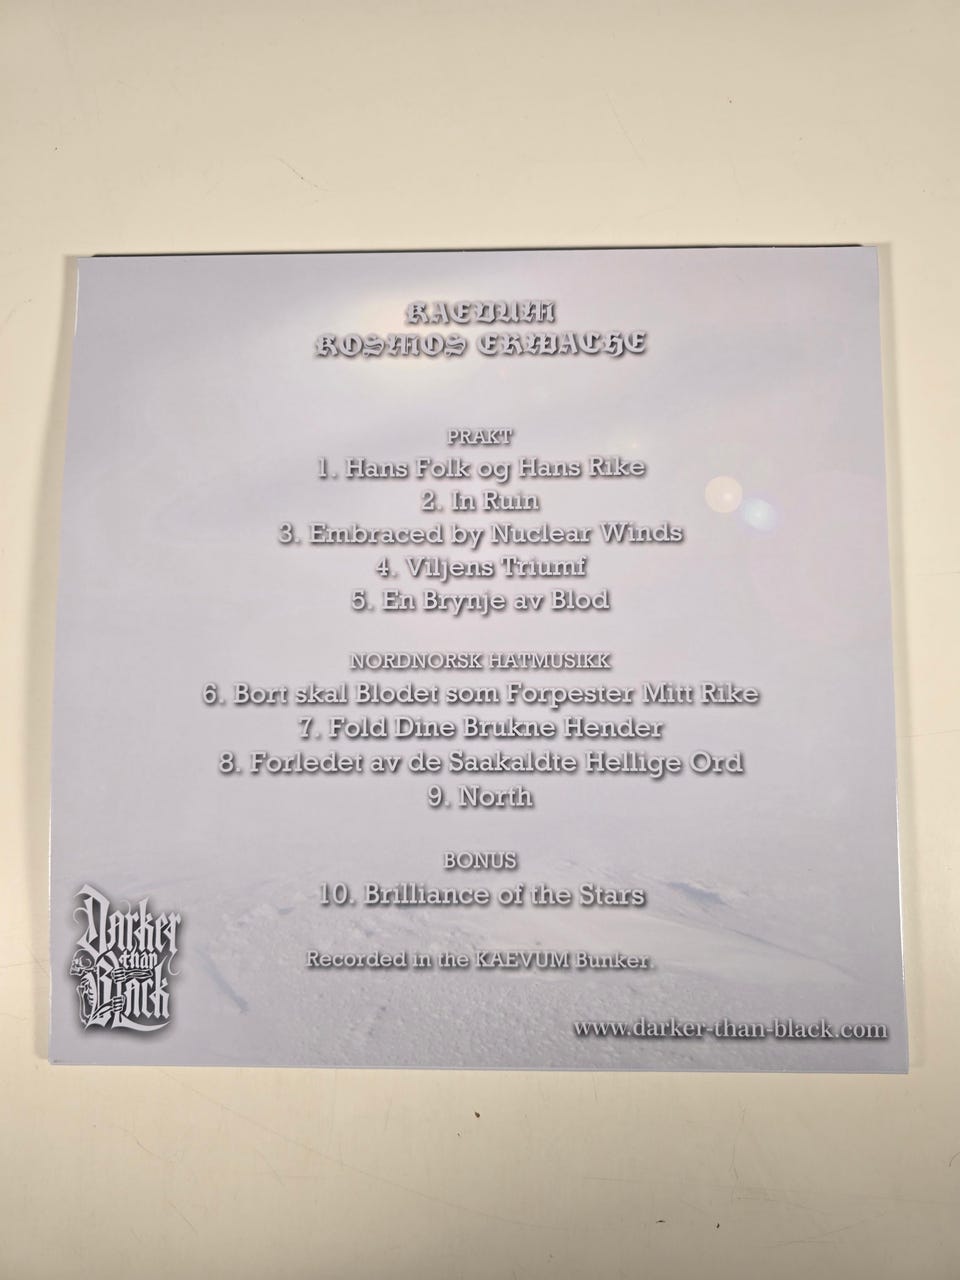 KAEVUM
KOSMOS ERWACHE
PRAKT
1. Hans Folk og Hans Rike
2. In Ruin
3. Embraced by Nuclear Winds
4. Viljens Triumf
5. En Brynje av Blod
NORDNORSK HATMUSIKK
6. Bort skal Blodet som Forpester Mitt Rike
7. Fold Dine Brukne Hender
8. Forledet av de Saakaldte Hellige Ord
9. North
BONUS
10. Brilliance of the Stars
Recorded in the KAEVUM Bunker.
Darker
than
Black
www.darker-than-black.com